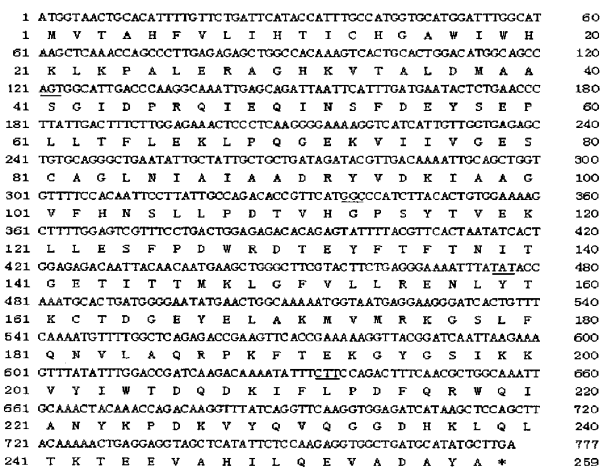 1 ATGGTAACTGCACATTTTGTTCTGATTCATACCATTTGCCATGGTGCATGGATTTGGCAT 60
1 M V T A H F V L I H T I C H G A W I W H 20
61 AAGCTCAAACCAGCCCTTGAGAGAGCTGGCCACAAAGTCACTGCACTGGACATGGCAGCC 120
21 K L K P A L E R A G H K V T A L D M A A 40
121 AGTGGCATTGACCCAAGGCAAATTGAGCAGATTAATTCATTTGATGAATACTCTGAACCC 180
41 S G I D P R Q I E Q I N S F D E Y S E P 60
181 TTATTGACTTTCTTGGAGAAACTCCCTCAAGGGGAAAAGGTCATCATTGTTGGTGAGAGC 240
61 L L T F L E K L P Q G E K V I I V G E S 80
241 TGTGCAGGGCTGAATATTGCTATTGCTGCTGATAGATACGTTGACAAAATTGCAGCTGGT 300
81 C A G L N I A I A A D R Y V D K I A A G 100
301 GTTTTCCACAATTCCTTATTGCCAGACACCGTTCATGGCCCATCTTACACTGTGGAAAAG 360
101 V F H N S L L P D T V H G P S Y T V E K 120
361 CTTTTGGAGTCGTTTCCTGACTGGAGAGACACAGAGTATTTTACGTTCACTAATATCACT 420
121 L L E S F P D W R D T E Y F T F T N I T 140
421 GGAGAGACAATTACAACAATGAAGCTGGGCTTCGTACTTCTGAGGGAAAATTTATATACC 480
141 G E T I T T M K L G F V L L R E N L Y T 160
481 AAATGCACTGATGGGGAATATGAACTGGCAAAAATGGTAATGAGGAAGGGATCACTGTTT 540
161 K C T D G E Y E L A K M V M R K G S L F 180
541 CAAAATGTTTTGGCTCAGAGACCGAAGTTCACCGAAAAAGGTTACGGATCAATTAAGAAA 600
181 Q N V L A Q R P K F T E K G Y G S I K K 200
601 GTTTATATTTGGACCGATCAAGACAAAATATTTCTTCCAGACTTTCAACGCTGGCAAATT 660
201 V Y I W T D Q D K I F L P D F Q R W Q I 220
661 GCAAACTACAAACCAGACAAGGTTTATCAGGTTCAAGGTGGAGATCATAAGCTCCAGCTT 720
221 A N Y K P D K V Y Q V Q G G D H K L Q L 240
721 ACAAAAACTGAGGAGGTAGCTCATATTCTCCAAGAGGTGGCTGATGCATATGCTTGA 777
241 T K T E E V A H I L Q E V A D A Y A * 259